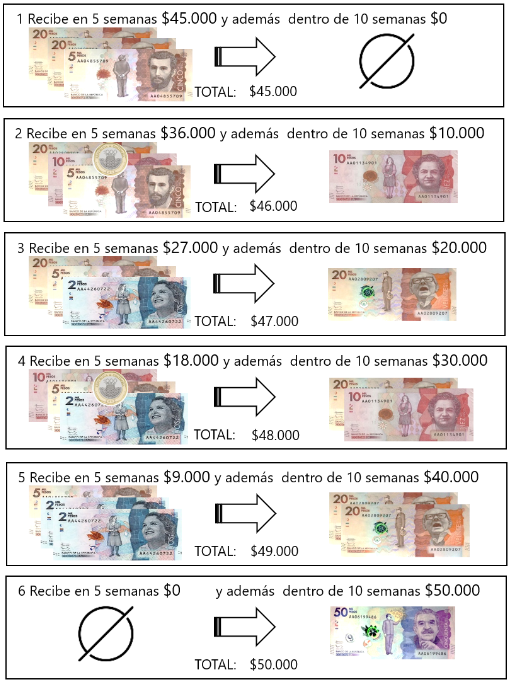 1 Recibe en 5 semanas $45.000 y además dentro de 10 semanas $0
TOTAL: $45.000
2 Recibe en 5 semanas $36.000 y además dentro de 10 semanas $10.000
TOTAL: $46.000
3 Recibe en 5 semanas $27.000 y además dentro de 10 semanas $20.000
TOTAL: $47.000
4 Recibe en 5 semanas $18.000 y además dentro de 10 semanas $30.000
TOTAL: $48.000
5 Recibe en 5 semanas $9.000 y además dentro de 10 semanas $40.000
TOTAL: $49.000
6 Recibe en 5 semanas $0 y además dentro de 10 semanas $50.000
TOTAL: $50.000